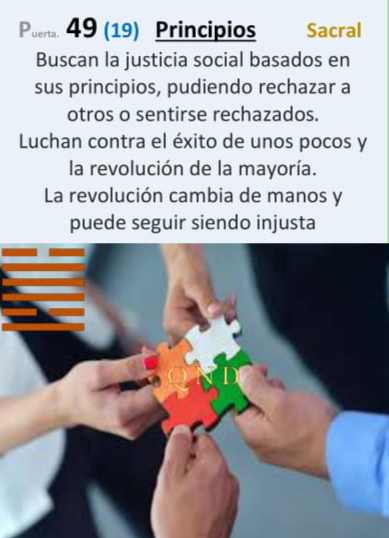 Puerta. 49 (19) Principios Sacral
Buscan la justicia social basados en
sus principios, pudiendo rechazar a
otros o sentirse rechazados.
Luchan contra el éxito de unos pocos y
la revolución de la mayoría.
La revolución cambia de manos y
puede seguir siendo injusta
QND